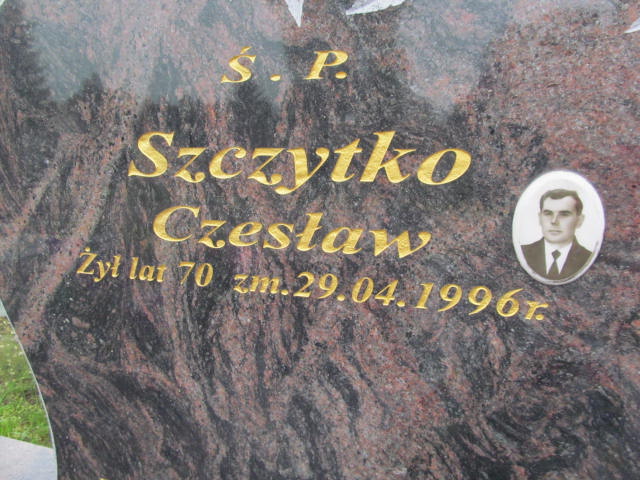 Ś. P.
Szczytko
Czesław
Żył lat 70 zm. 29.04.1996r.